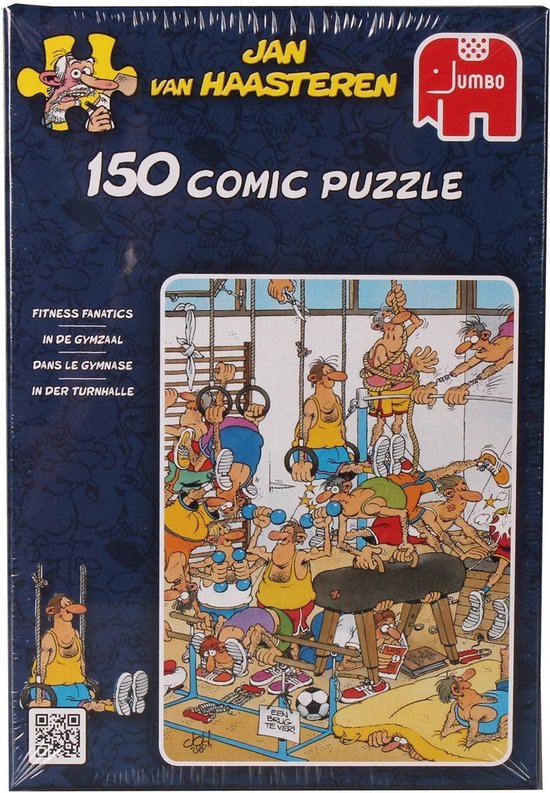 JAN
VAN HAASTEREN
JUMBO
150 COMIC PUZZLE
FITNESS FANATICS
IN DE GYMZAAL
DANS LE GYMNASE
IN DER TURNHALLE
EEN
BRUG
TE VER!